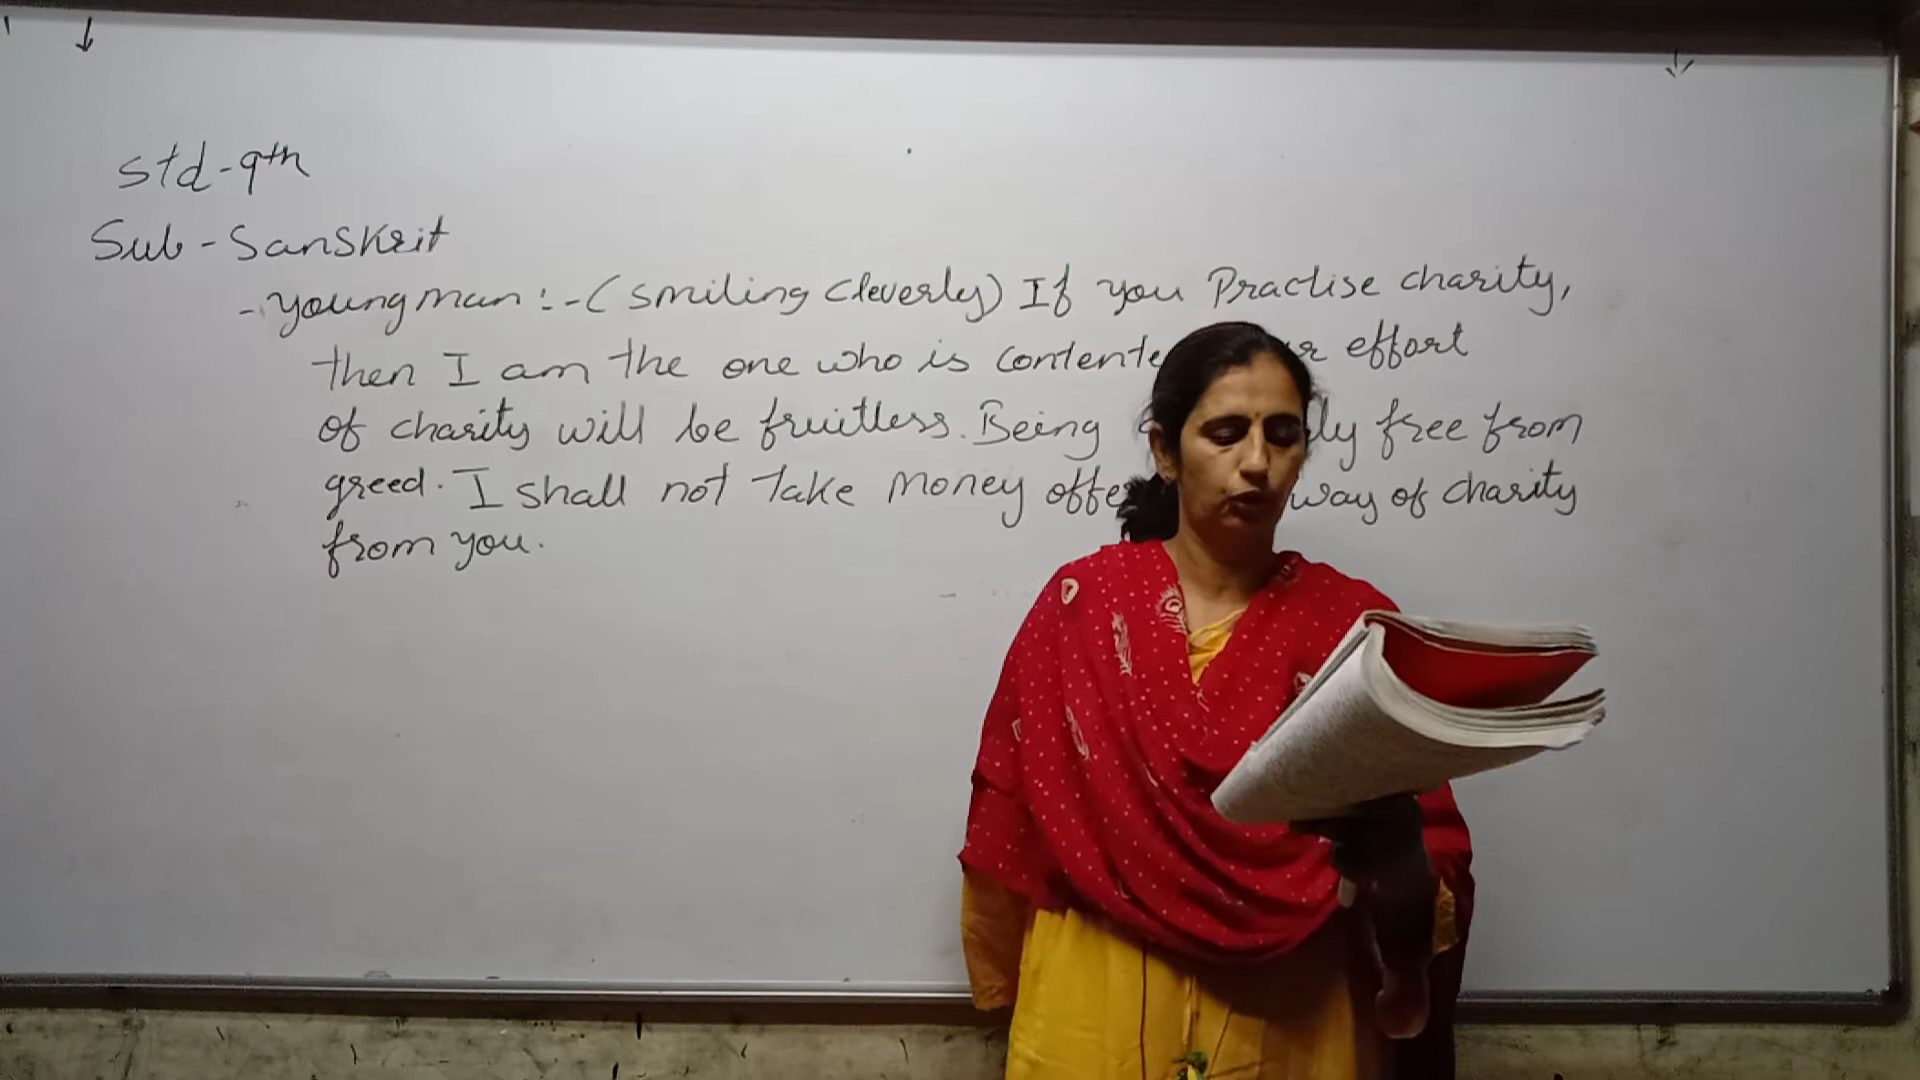 Std-9th
Sub-Sanskrit
- Young man :- (smiling cleverly) If you Practise charity,
then I am the one who is effort
of charity will be fruitless. Being free from
greed. I shall not take money way of charity
from you.